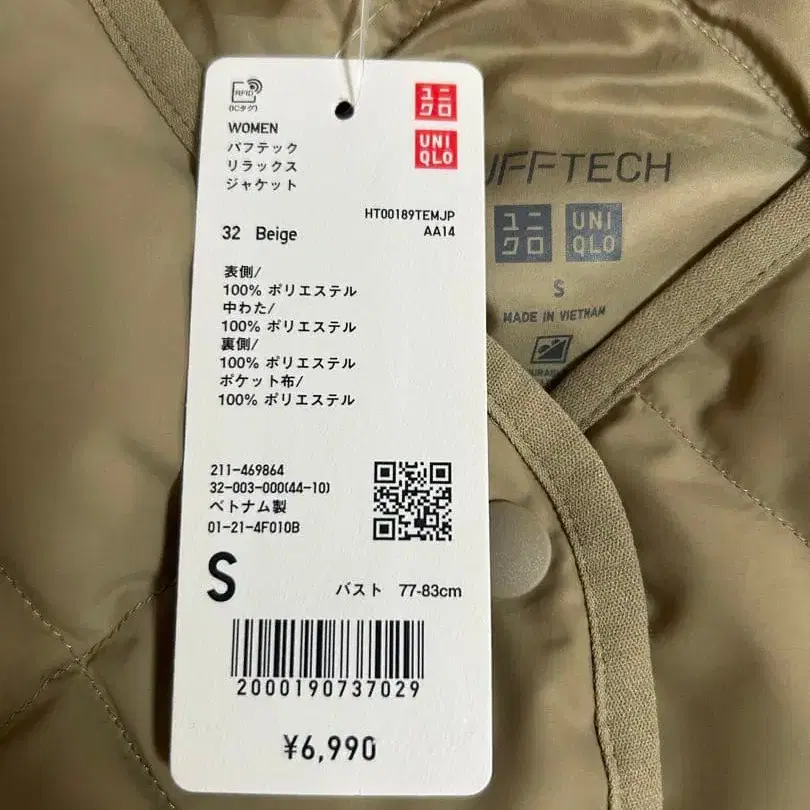 RFID
(ICタグ)
ユニ
クロ
UNI
QLO
WOMEN
パフテック
リラックス
ジャケット
HT00189TEMJP
AA14
32 Beige
表側/
100% ポリエステル
中わた/
100% ポリエステル
裏側/
100% ポリエステル
ポケット布/
100% ポリエステル
211-469864
32-003-000(44-10)
ベトナム製
01-21-4F010B
S
バスト 77-83cm
2000190737029
¥6,990
UFFTECH
ユニ
クロ
UNI
QLO
S
MADE IN VIETNAM